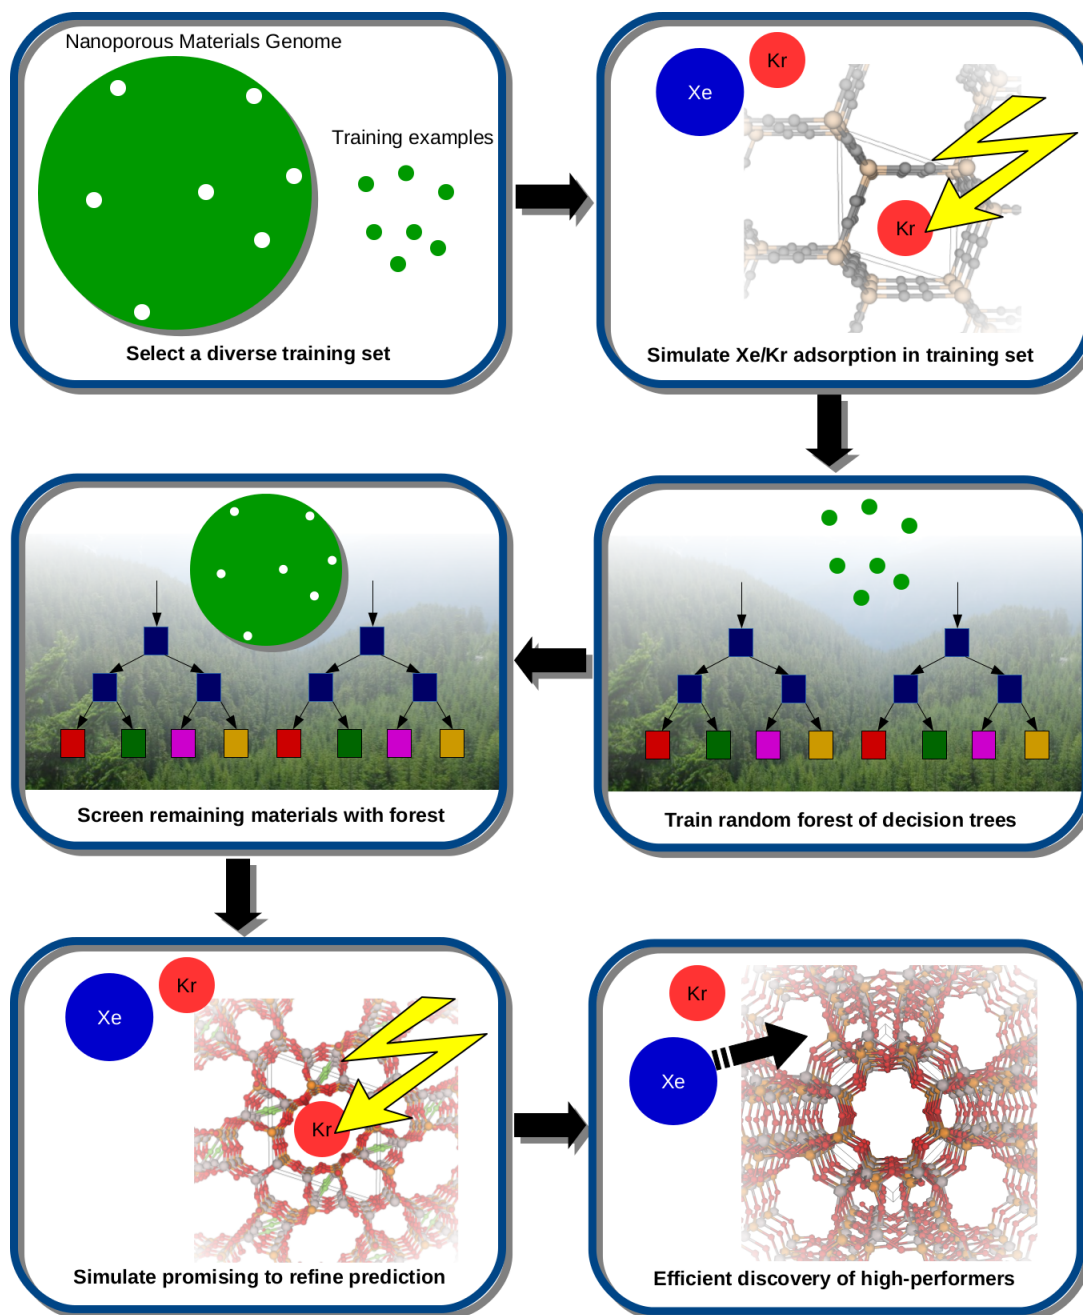 Nanoporous Materials Genome
Training examples
Select a diverse training set
Kr
Xe
Kr
Simulate Xe/Kr adsorption in training set
Screen remaining materials with forest
Train random forest of decision trees
Kr
Xe
Kr
Simulate promising to refine prediction
Kr
Xe
Efficient discovery of high-performers